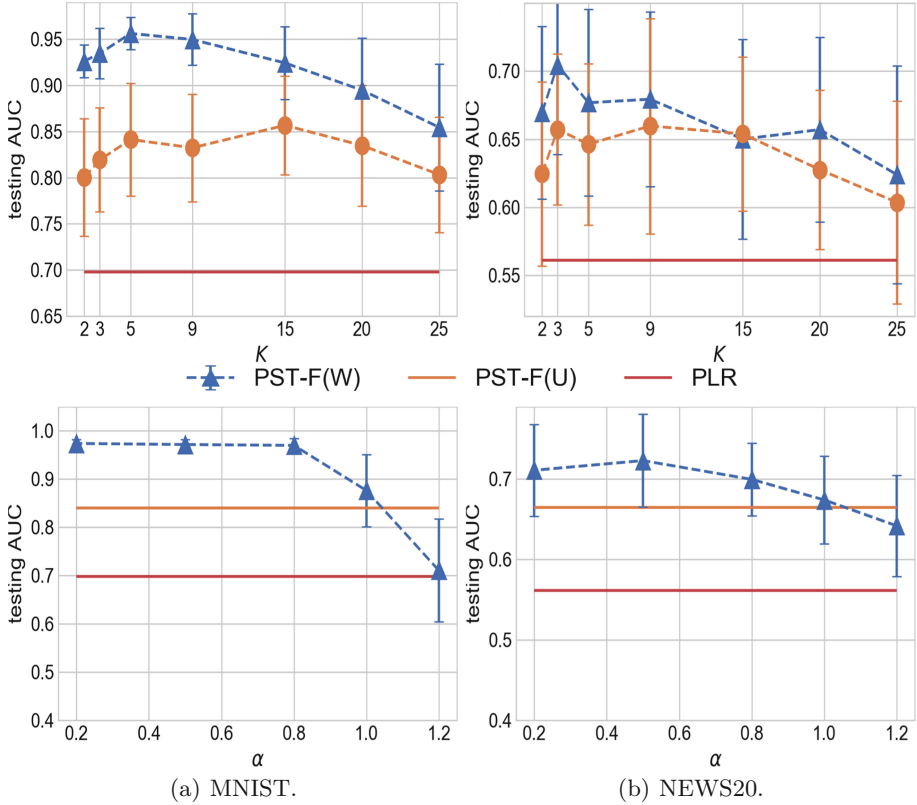 testing AUC
0.95
0.90
0.85
0.80
0.75
0.70
0.65
2 3 5 9 15 20 25
K
testing AUC
0.70
0.65
0.60
0.55
2 3 5 9 15 20 25
K
PST-F(W) PST-F(U) PLR
testing AUC
1.0
0.9
0.8
0.7
0.6
0.5
0.4
0.2 0.4 0.6 0.8 1.0 1.2
α
testing AUC
0.7
0.6
0.5
0.4
0.2 0.4 0.6 0.8 1.0 1.2
α
(a) MNIST.
(b) NEWS20.